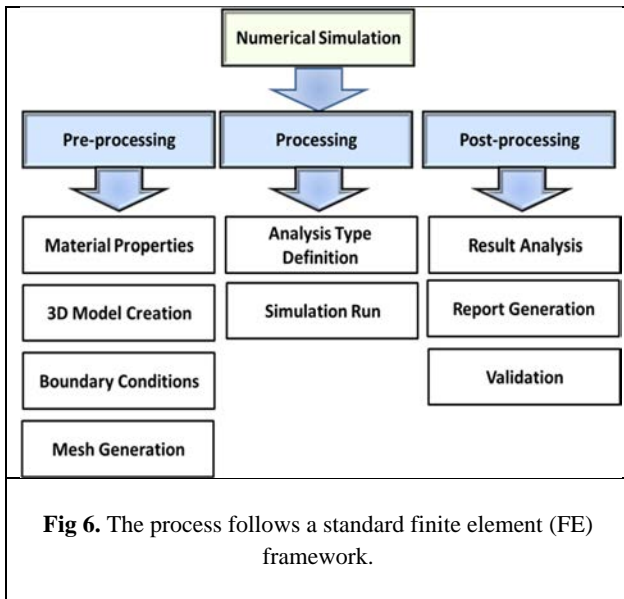 Numerical Simulation
Pre-processing
Processing
Post-processing
Material Properties
3D Model Creation
Boundary Conditions
Mesh Generation
Analysis Type
Definition
Simulation Run
Result Analysis
Report Generation
Validation
Fig 6. The process follows a standard finite element (FE)
framework.